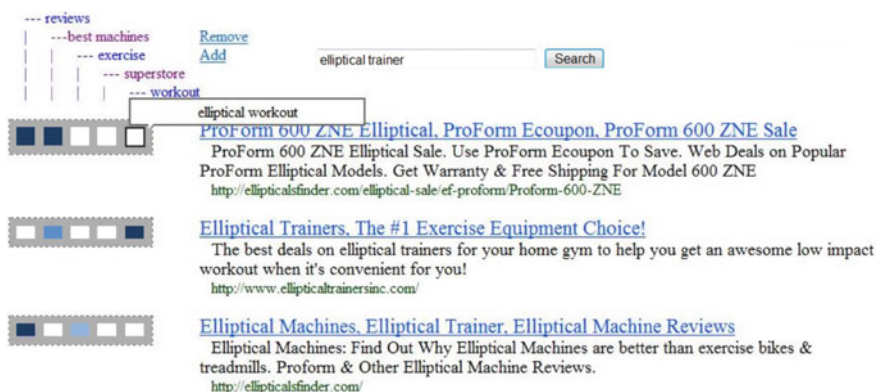 --- reviews
---best machines
Remove
--- exercise
Add
elliptical trainer
Search
--- superstore
--- workout
elliptical workout
ProForm 600 ZNE Elliptical, ProForm Ecoupon, ProForm 600 ZNE Sale
ProForm 600 ZNE Elliptical Sale. Use ProForm Ecoupon To Save. Web Deals on Popular
ProForm Elliptical Models. Get Warranty & Free Shipping For Model 600 ZNE
http://ellipticalsfinder.com/elliptical-sale/ef-proform/Proform-600-ZNE
Elliptical Trainers, The #1 Exercise Equipment Choice!
The best deals on elliptical trainers for your home gym to help you get an awesome low impact
workout when it's convenient for you!
http://www.ellipticaltrainersinc.com/
Elliptical Machines, Elliptical Trainer, Elliptical Machine Reviews
Elliptical Machines: Find Out Why Elliptical Machines are better than exercise bikes &
treadmills. Proform & Other Elliptical Machine Reviews.
http://ellipticalsfinder.com/